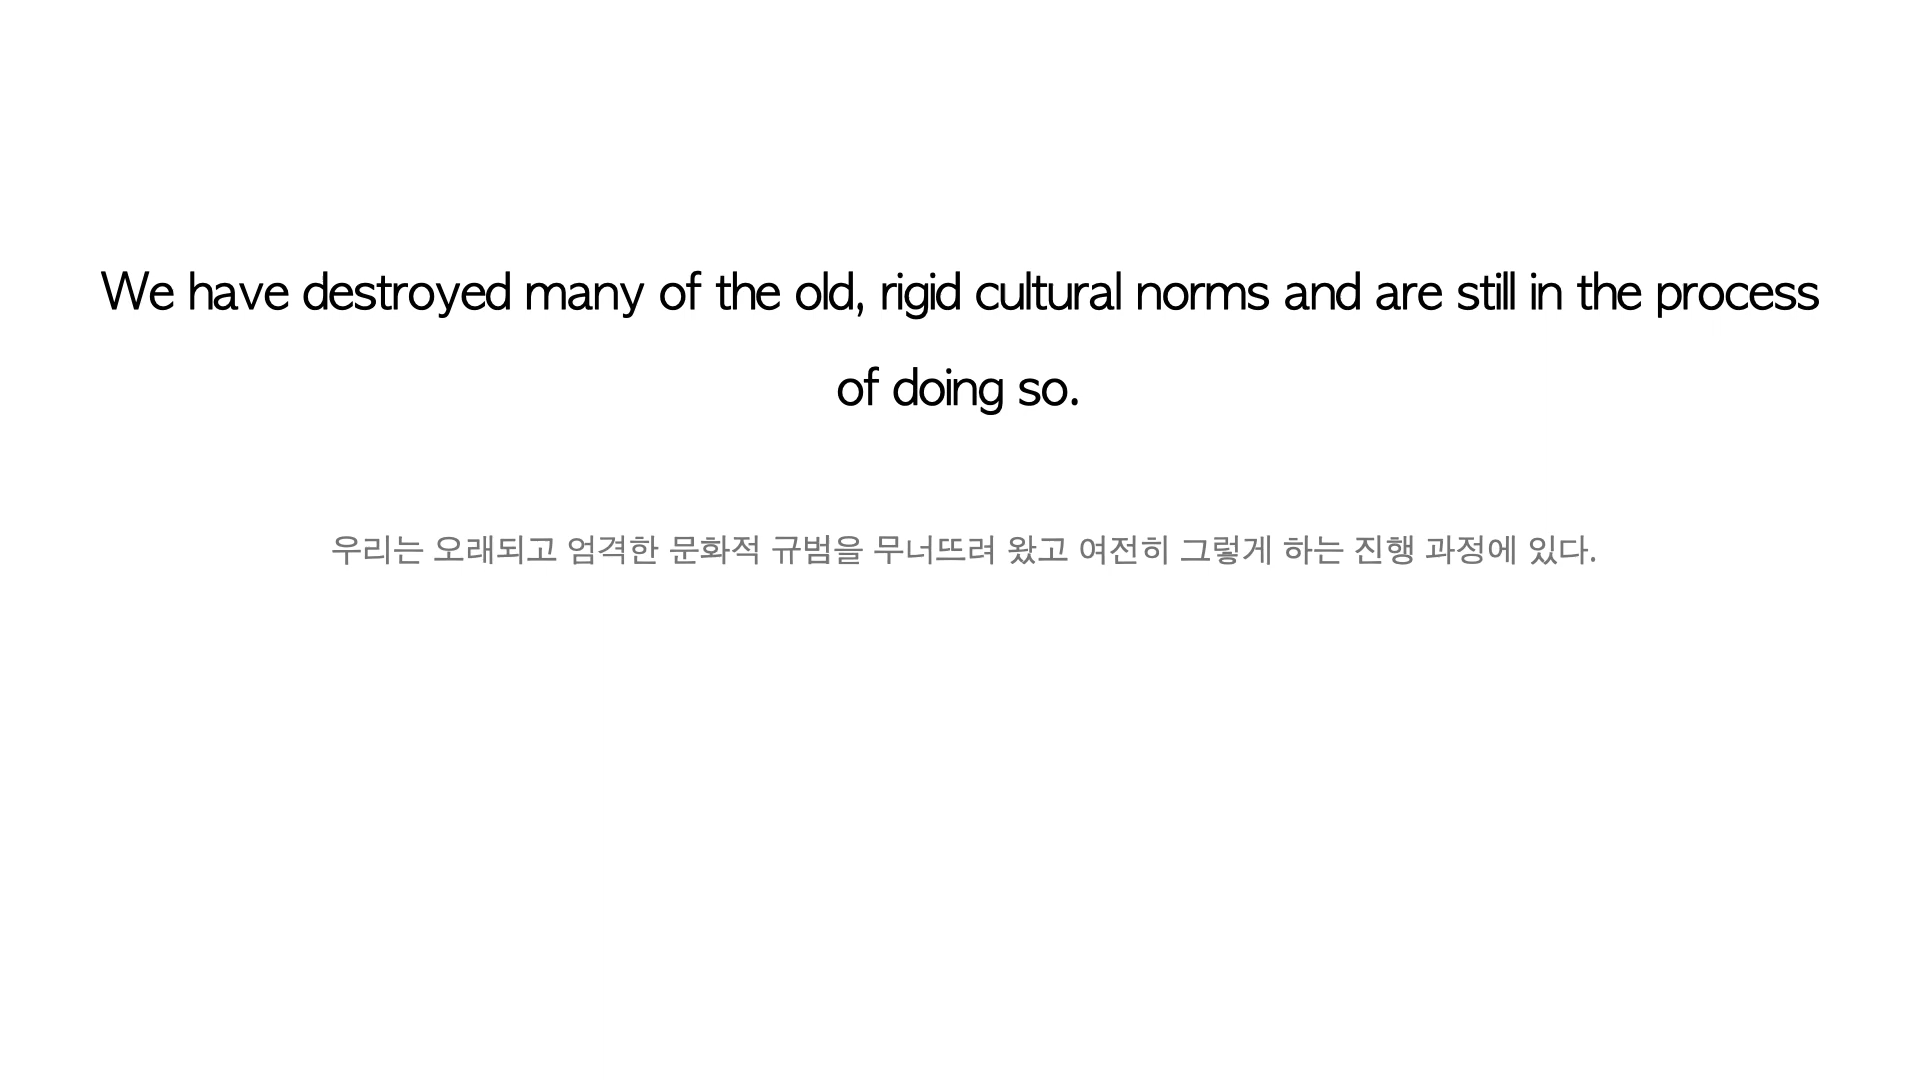 We have destroyed many of the old, rigid cultural norms and are still in the process
of doing so.
우리는 오래되고 엄격한 문화적 규범을 무너뜨려 왔고 여전히 그렇게 하는 진행 과정에 있다.